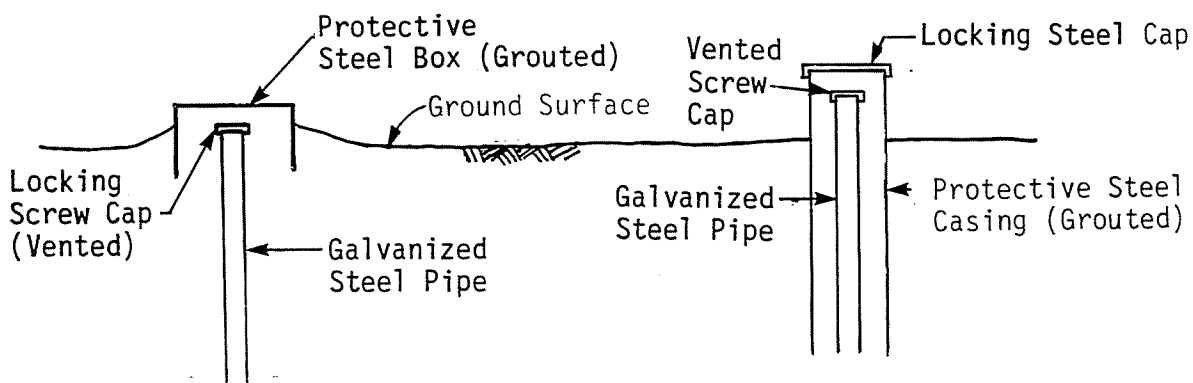 Protective
Steel Box (Grouted)
Ground Surface
Locking
Screw Cap
(Vented)
Galvanized
Steel Pipe
Vented
Screw
Cap
Locking Steel Cap
Galvanized
Steel Pipe
Protective Steel
Casing (Grouted)